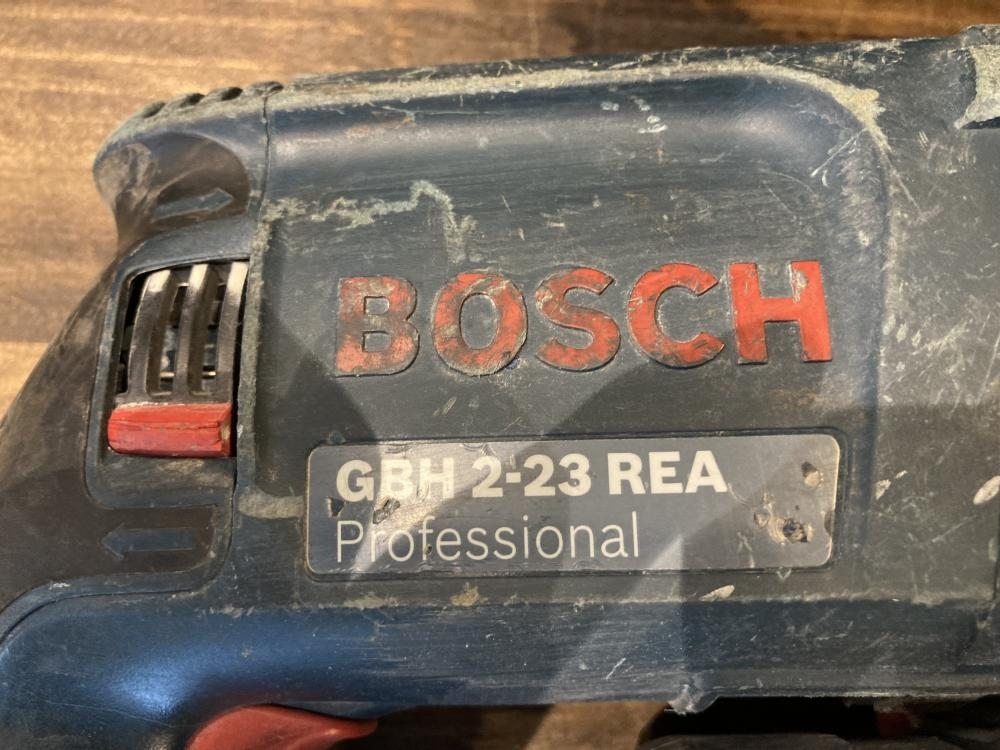 BOSCH
GBH 2-23 REA
Professional